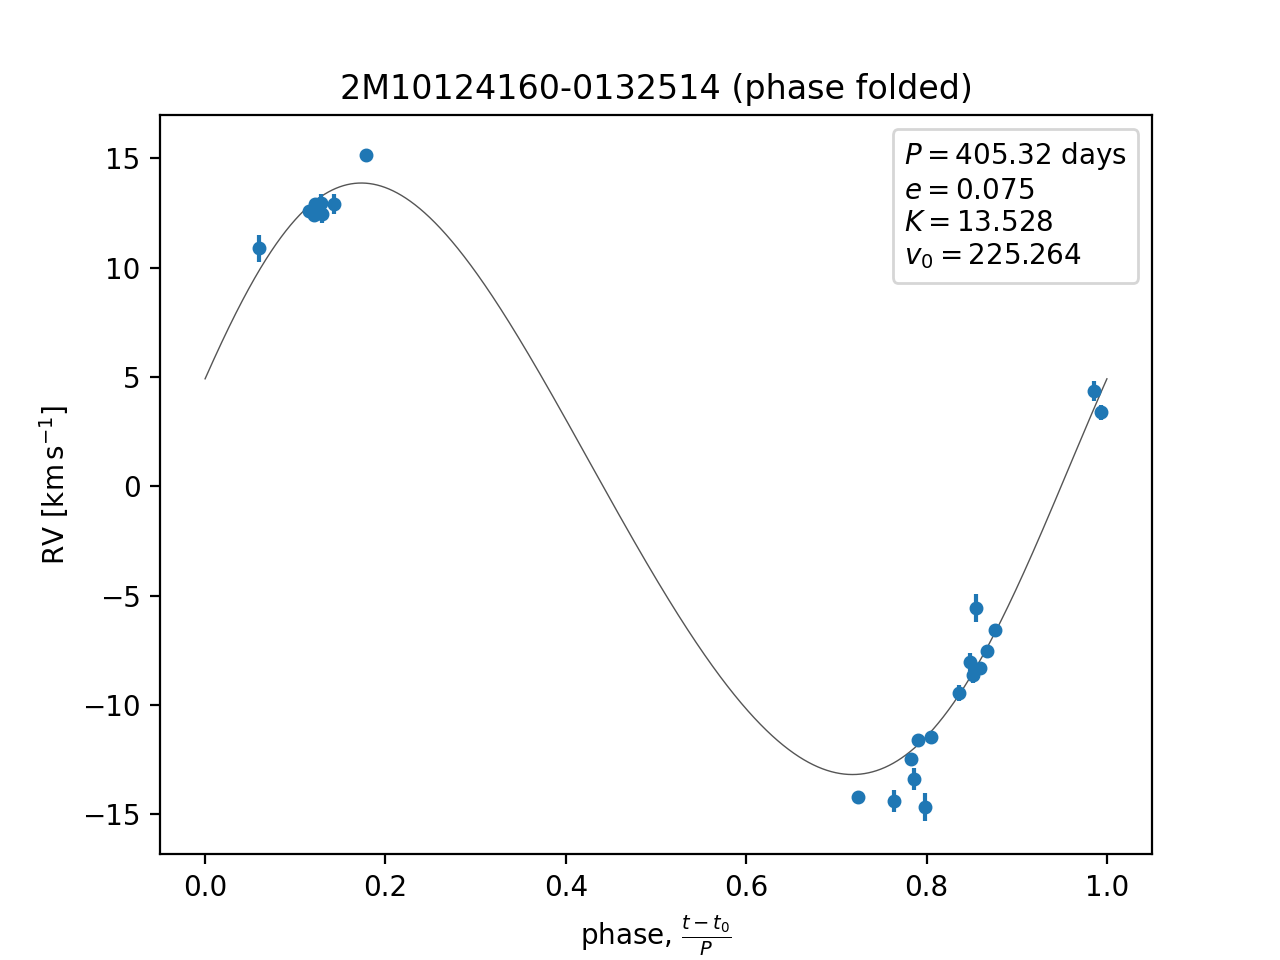 2M10124160-0132514 (phase folded)
P = 405.32 days
e = 0.075
K = 13.528
v₀ = 225.264
15
10
5
0
−5
−10
−15
RV [km s⁻¹]
0.0 0.2 0.4 0.6 0.8 1.0
phase, (t − t₀)/P